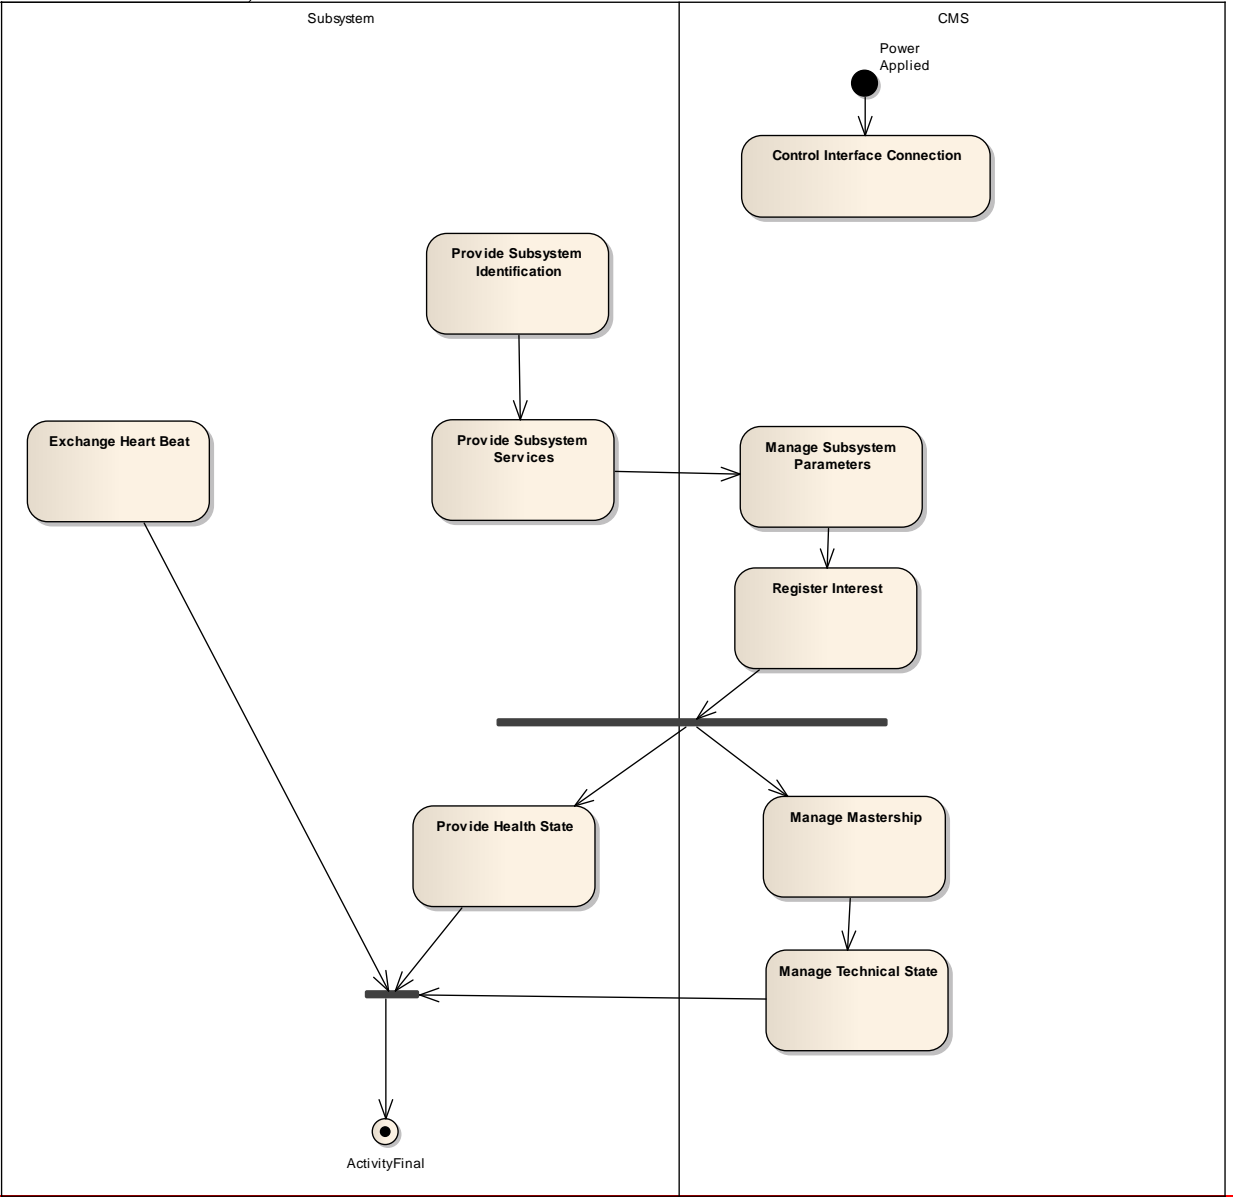 Subsystem
CMS
Power
Applied
Control Interface Connection
Provide Subsystem
Identification
Exchange Heart Beat
Provide Subsystem
Services
Manage Subsystem
Parameters
Register Interest
Provide Health State
Manage Mastership
Manage Technical State
ActivityFinal